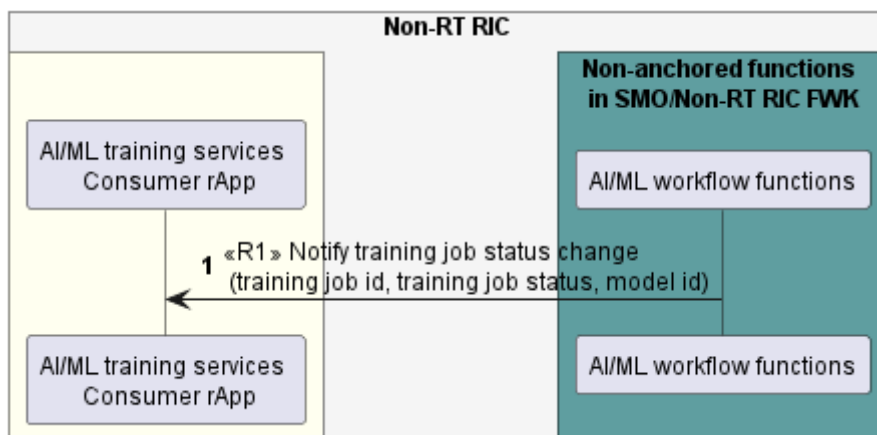 Non-RT RIC
Non-anchored functions
in SMO/Non-RT RIC FWK
AI/ML training services
Consumer rApp
AI/ML workflow functions
1 «R1» Notify training job status change
(training job id, training job status, model id)
AI/ML training services
Consumer rApp
AI/ML workflow functions